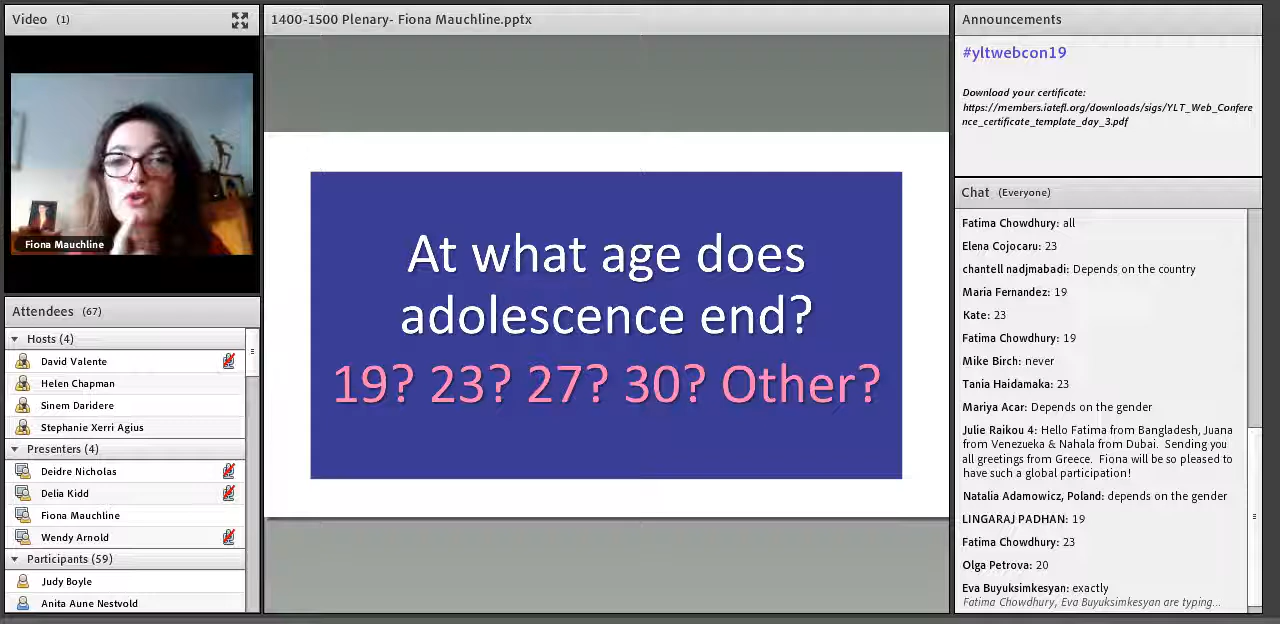 Video (1)
Fiona Mauchline
Attendees (67)
Hosts (4)
David Valente
Helen Chapman
Sinem Daridere
Stephanie Xerri Agius
Presenters (4)
Deidre Nicholas
Delia Kidd
Fiona Mauchline
Wendy Arnold
Participants (59)
Judy Boyle
Anita Aune Nestvold
1400-1500 Plenary- Fiona Mauchline.pptx
At what age does
adolescence end?
19? 23? 27? 30? Other?
Announcements
#yltwebcon19
Download your certificate:
https://members.iatefl.org/downloads/sigs/YLT_Web_Confere
nce_certificate_template_day_3.pdf
Chat (Everyone)
Fatima Chowdhury: all
Elena Cojocaru: 23
chantell nadjmabadi: Depends on the country
Maria Fernandez: 19
Kate: 23
Fatima Chowdhury: 19
Mike Birch: never
Tania Haidamaka: 23
Mariya Acar: Depends on the gender
Julie Raikou 4: Hello Fatima from Bangladesh, Juana
from Venezueka & Nahala from Dubai. Sending you
all greetings from Greece. Fiona will be so pleased to
have such a global participation!
Natalia Adamowicz, Poland: depends on the gender
LINGARAJ PADHAN: 19
Fatima Chowdhury: 23
Olga Petrova: 20
Eva Buyuksimkesyan: exactly
Fatima Chowdhury, Eva Buyuksimkesyan are typing...